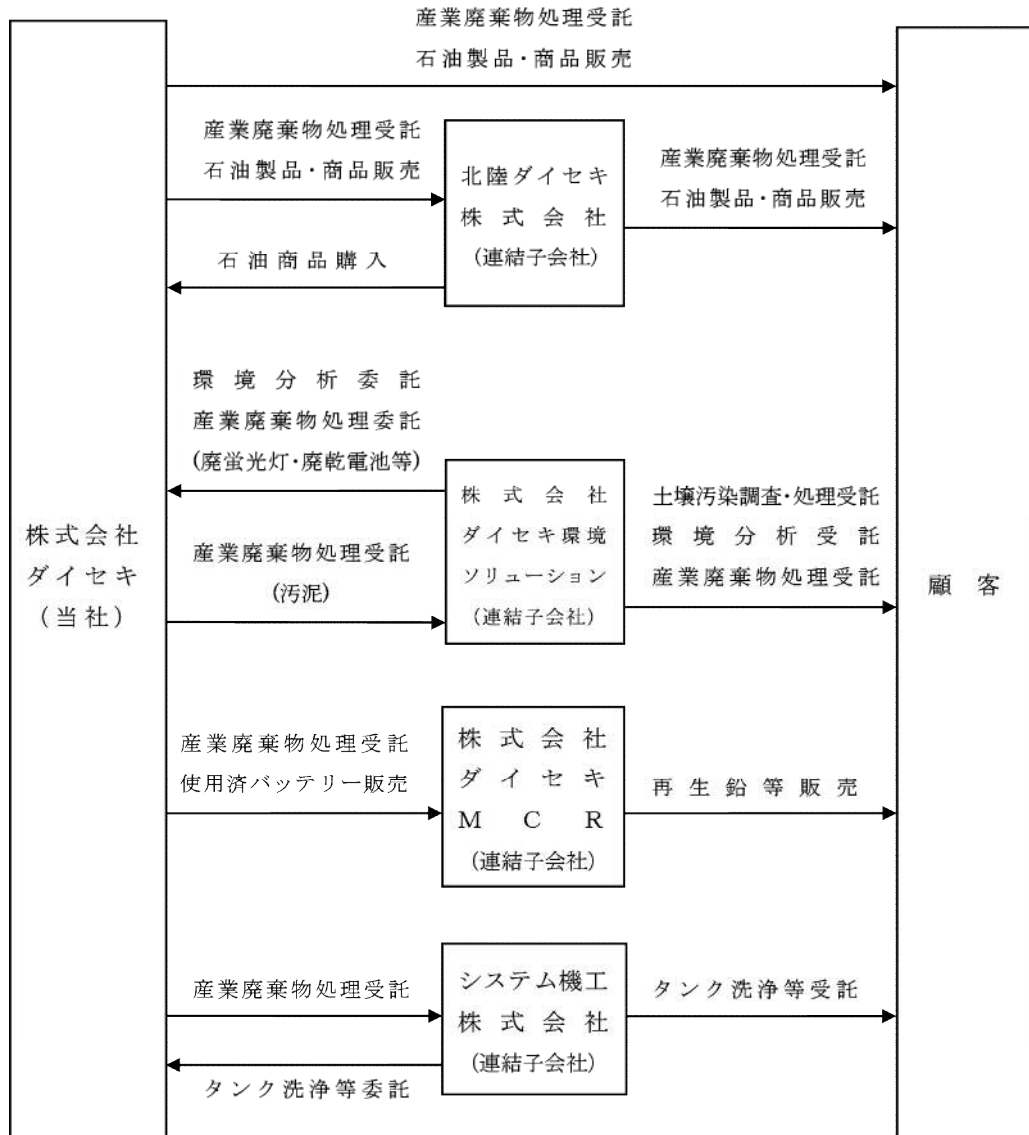 産業廃棄物処理受託
石油製品・商品販売
産業廃棄物処理受託
石油製品・商品販売
北陸ダイセキ
株式会社
(連結子会社)
産業廃棄物処理受託
石油製品・商品販売
石油商品購入
環境分析委託
産業廃棄物処理委託
(廃蛍光灯・廃乾電池等)
株式会社
ダイセキ環境
ソリューション
(連結子会社)
土壌汚染調査・処理受託
環境分析受託
産業廃棄物処理受託
株式会社
ダイセキ
(当社)
産業廃棄物処理受託
(汚泥)
顧客
産業廃棄物処理受託
使用済バッテリー販売
株式会社
ダイセキ
MCR
(連結子会社)
再生鉛等販売
産業廃棄物処理受託
システム機工
株式会社
(連結子会社)
タンク洗浄等受託
タンク洗浄等委託